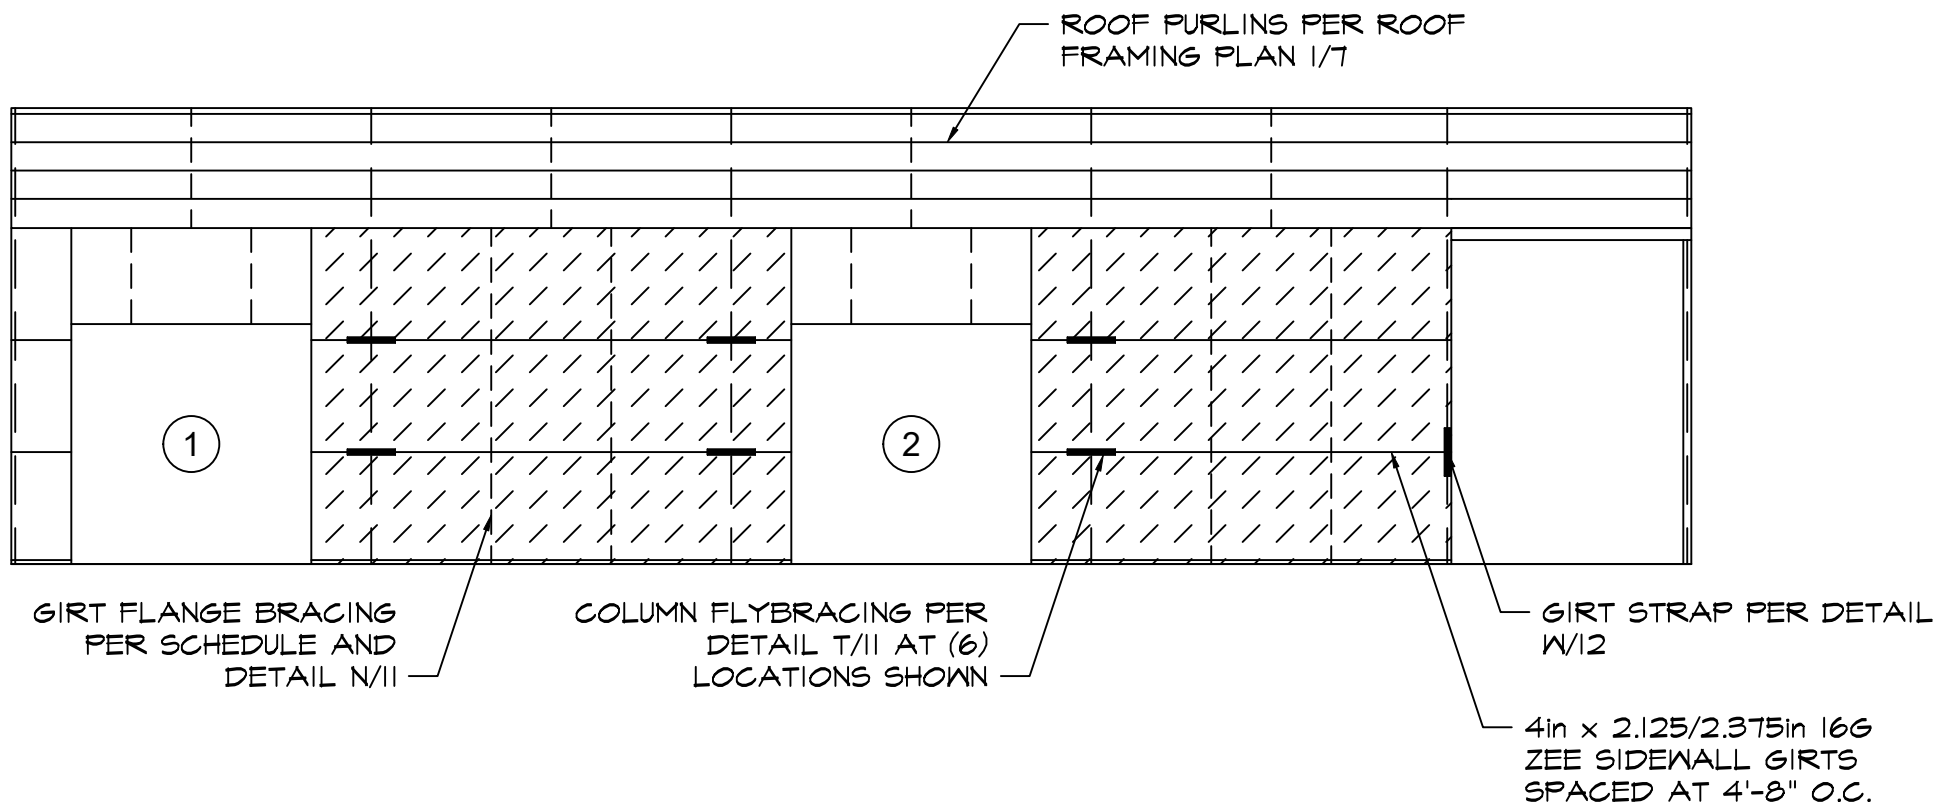 ROOF PURLINS PER ROOF
FRAMING PLAN 1/7
1
2
GIRT FLANGE BRACING
PER SCHEDULE AND
DETAIL N/11
COLUMN FLYBRACING PER
DETAIL T/11 AT (6)
LOCATIONS SHOWN
GIRT STRAP PER DETAIL
W/12
4in x 2.125/2.375in 16G
ZEE SIDEWALL GIRTS
SPACED AT 4'-8" O.C.